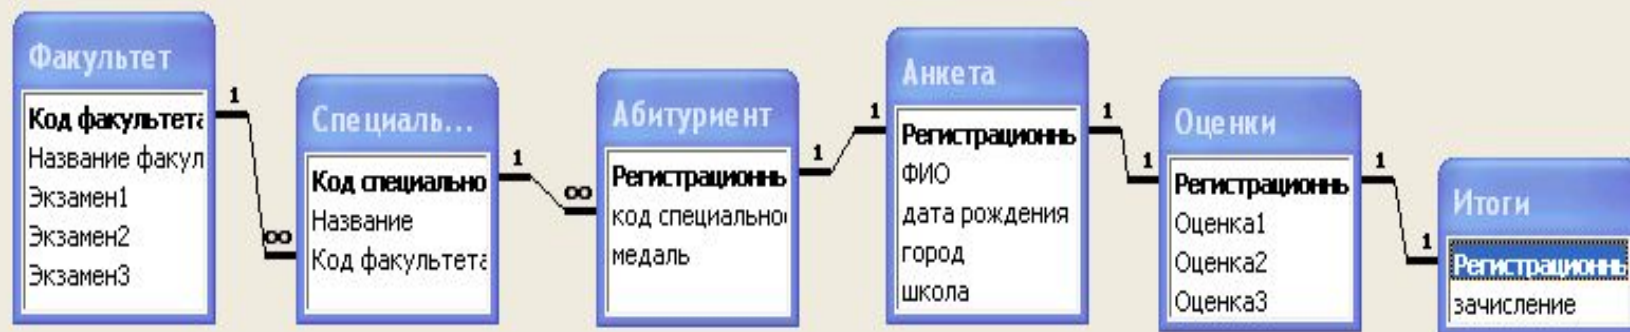 Факультет
Код факультета
Название факул
Экзамен1
Экзамен2
Экзамен3
1
∞
Специаль...
Код специально
Название
Код факультета
1
∞
Абитуриент
Регистрационнь
код специальног
медаль
1
1
Анкета
Регистрационнь
ФИО
дата рождения
город
школа
1
1
Оценки
Регистрационнь
Оценка1
Оценка2
Оценка3
1
1
Итоги
Регистрационнь
зачисление